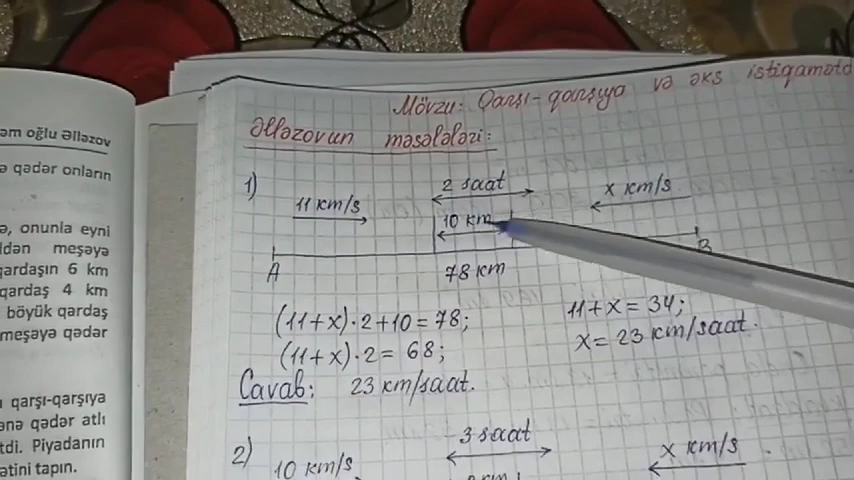 əm oğlu Əlləzov
ə qədər onların
ə, onunla eyni
ldən meşəyə
qardaşın 6 km
qardaş 4 km
böyük qardaş
meşəyə qədər
qarşı-qarşıya
ənə qədər atlı
tdi. Piyadanın
ətini tapın.
Mövzu: Qarşı-qarşıya və əks istiqamətd
Əlləzovun məsələləri:
1)
2 saat
11 km/s
x km/s
10 km
A
B
78 km
(11+x)·2+10=78;
11+x=34;
(11+x)·2=68;
x=23 km/saat.
Cavab: 23 km/saat.
2)
3 saat
10 km/s
x km/s